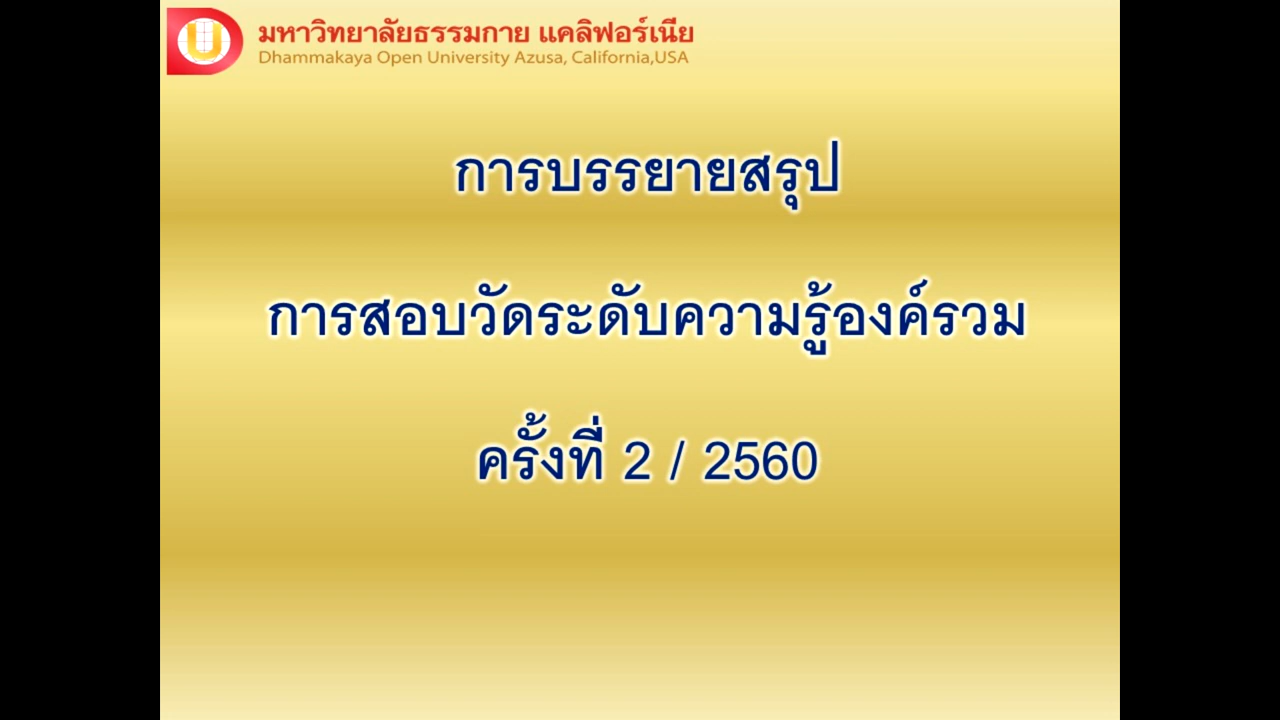 มหาวิทยาลัยธรรมกาย แคลิฟอร์เนีย
Dhammakaya Open University Azusa, California,USA
การบรรยายสรุป
การสอบวัดระดับความรู้องค์รวม
ครั้งที่ 2 / 2560